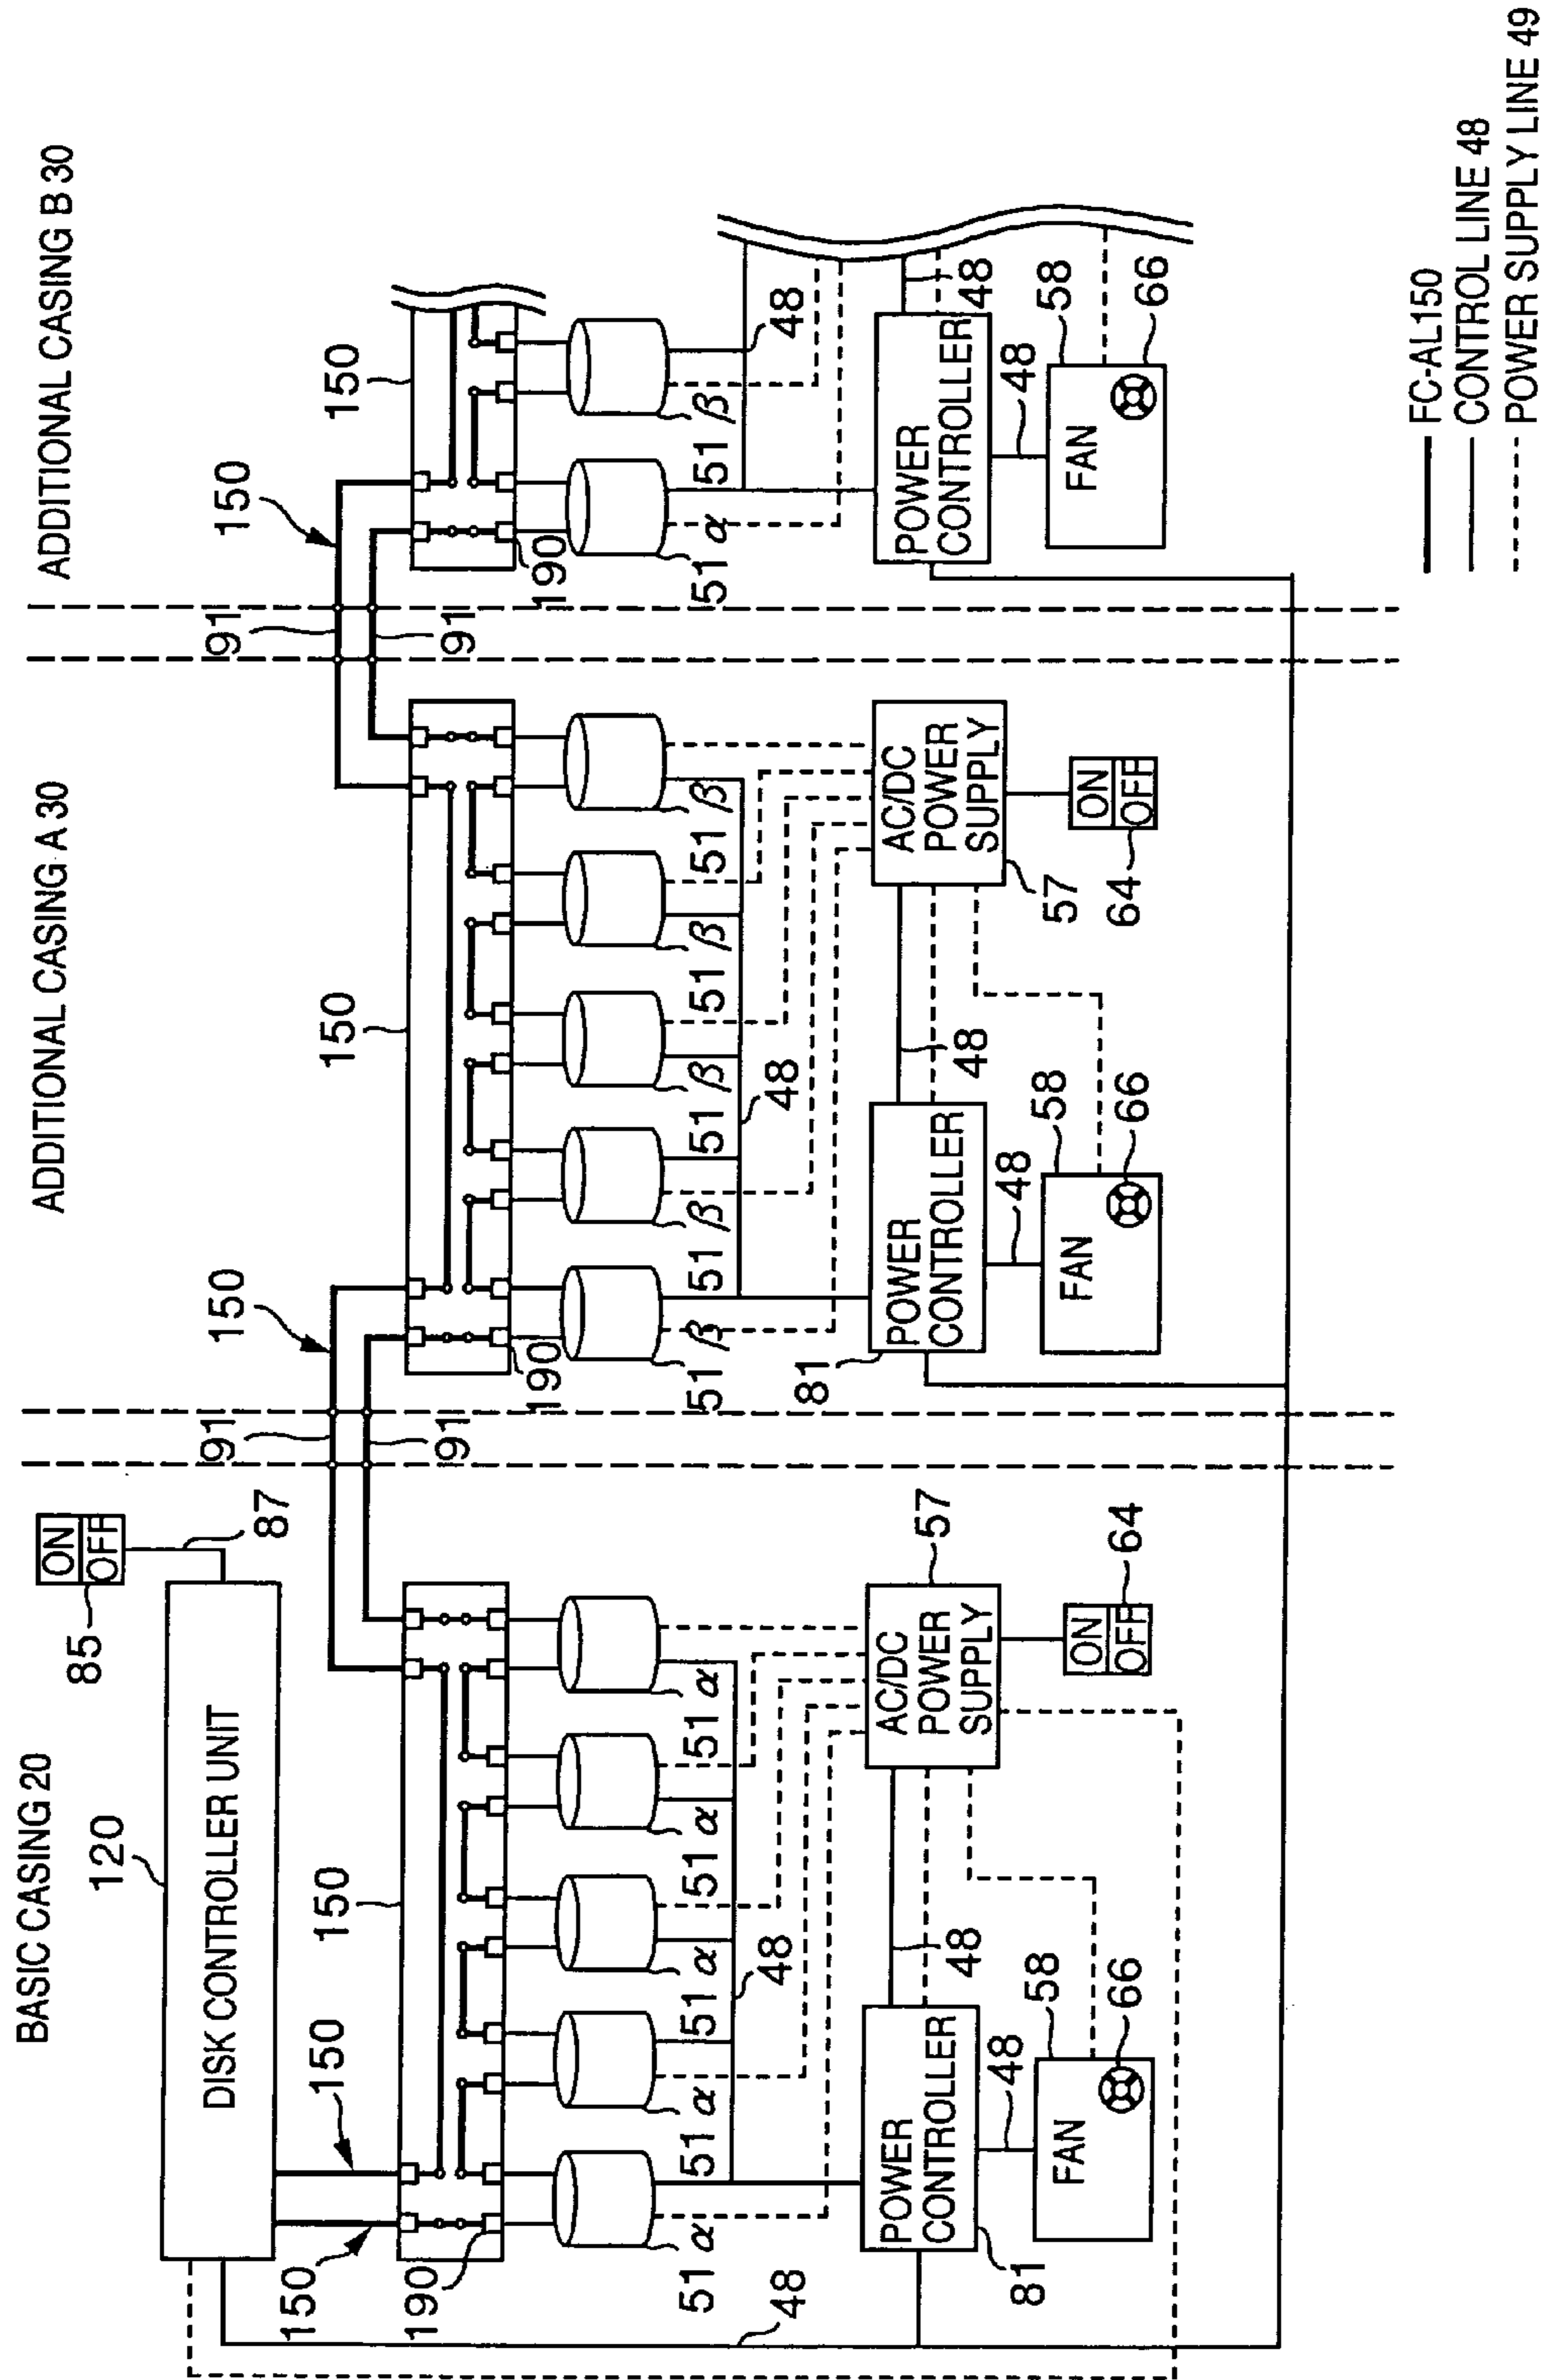 BASIC CASING 20
ADDITIONAL CASING A 30
ADDITIONAL CASING B 30
120
DISK CONTROLLER UNIT
85
ON
OFF
87
150
150
150
190
91
91
150
150
190
91
91
150
150
190
51 α
51 α
51 α
51 α
51 α
48
51 β
51 β
51 β
51 β
51 β
48
51 α
51 β
48
48
POWER
CONTROLLER
81
48
AC/DC
POWER
SUPPLY
57
ON
OFF
64
48
FAN
58
66
81
POWER
CONTROLLER
48
AC/DC
POWER
SUPPLY
57
ON
OFF
64
48
FAN
58
66
POWER
CONTROLLER
48
48
FAN
58
66
FC-AL150
CONTROL LINE 48
POWER SUPPLY LINE 49